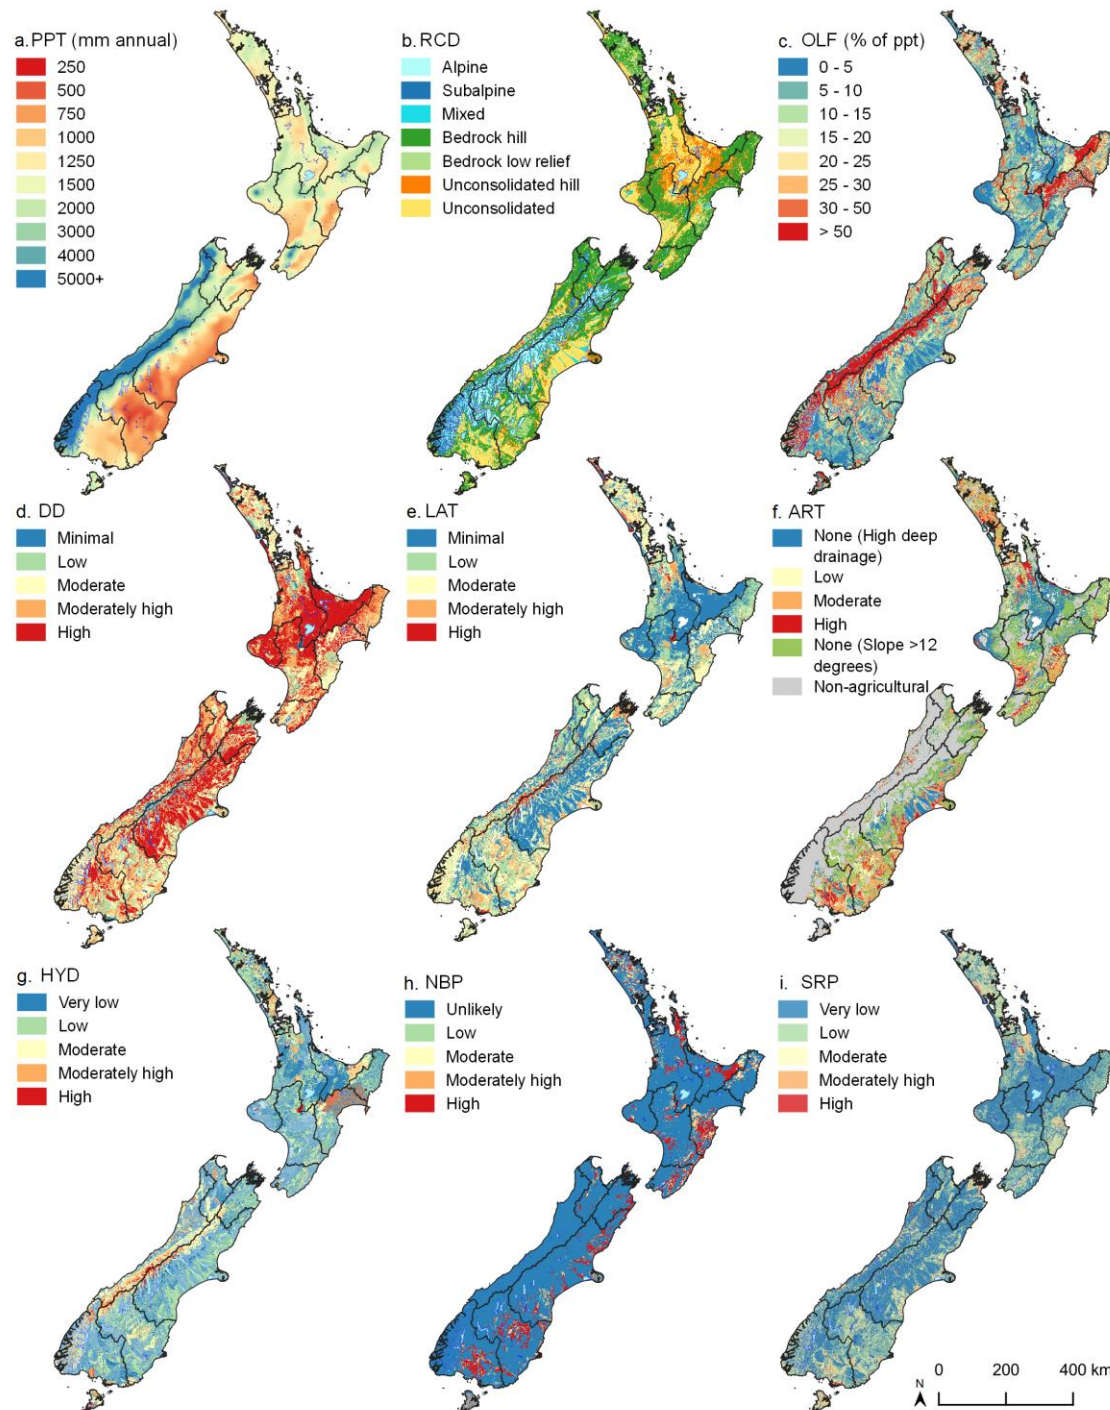 a. PPT (mm annual)
250
500
750
1000
1250
1500
2000
3000
4000
5000+
b. RCD
Alpine
Subalpine
Mixed
Bedrock hill
Bedrock low relief
Unconsolidated hill
Unconsolidated
c. OLF (% of ppt)
0 - 5
5 - 10
10 - 15
15 - 20
20 - 25
25 - 30
30 - 50
> 50
d. DD
Minimal
Low
Moderate
Moderately high
High
e. LAT
Minimal
Low
Moderate
Moderately high
High
f. ART
None (High deep
drainage)
Low
Moderate
High
None (Slope >12
degrees)
Non-agricultural
g. HYD
Very low
Low
Moderate
Moderately high
High
h. NBP
Unlikely
Low
Moderate
Moderately high
High
i. SRP
Very low
Low
Moderate
Moderately high
High
N
0 200 400 km